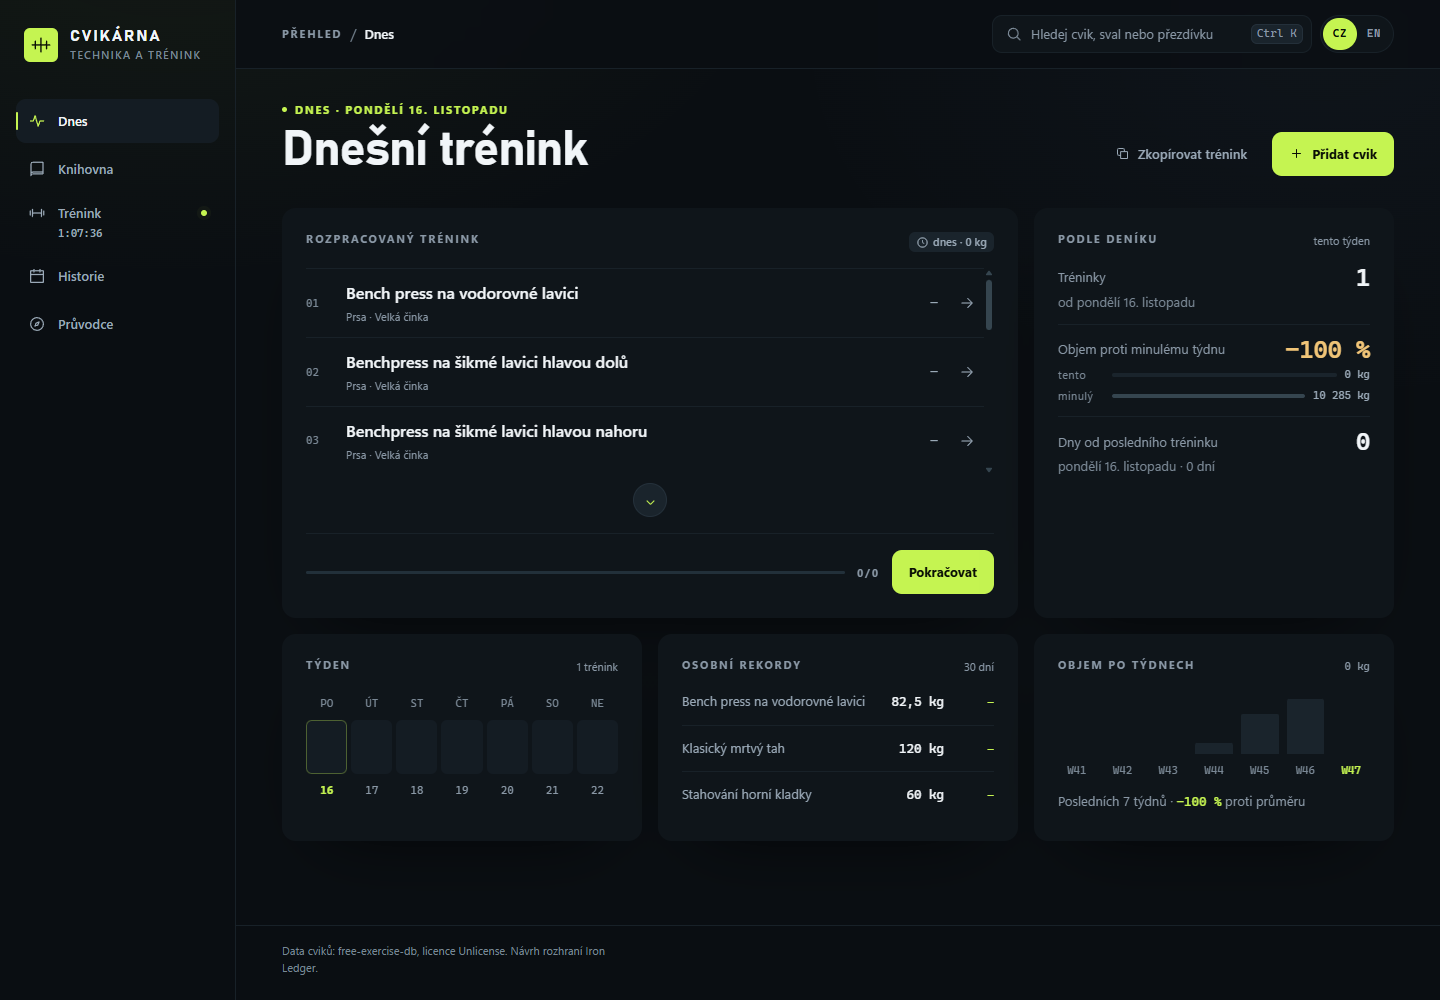 CVIKÁRNA
TECHNIKA A TRÉNINK
Dnes
Knihovna
Trénink
1:07:36
Historie
Průvodce
PŘEHLED / Dnes
Hledej cvik, sval nebo přezdívku
Ctrl K
CZ
EN
DNES · PONDĚLÍ 16. LISTOPADU
Dnešní trénink
Zkopírovat trénink
+ Přidat cvik
ROZPRACOVANÝ TRÉNINK
dnes · 0 kg
01
Bench press na vodorovné lavici
Prsa · Velká činka
–
02
Benchpress na šikmé lavici hlavou dolů
Prsa · Velká činka
–
03
Benchpress na šikmé lavici hlavou nahoru
Prsa · Velká činka
–
0/0
Pokračovat
PODLE DENÍKU
tento týden
Tréninky
1
od pondělí 16. listopadu
Objem proti minulému týdnu
−100 %
tento
0 kg
minulý
10 285 kg
Dny od posledního tréninku
0
pondělí 16. listopadu · 0 dní
TÝDEN
1 trénink
PO ÚT ST ČT PÁ SO NE
16 17 18 19 20 21 22
OSOBNÍ REKORDY
30 dní
Bench press na vodorovné lavici 82,5 kg –
Klasický mrtvý tah 120 kg –
Stahování horní kladky 60 kg –
OBJEM PO TÝDNECH
0 kg
W41 W42 W43 W44 W45 W46 W47
Posledních 7 týdnů · −100 % proti průměru
Data cviků: free-exercise-db, licence Unlicense. Návrh rozhraní Iron
Ledger.